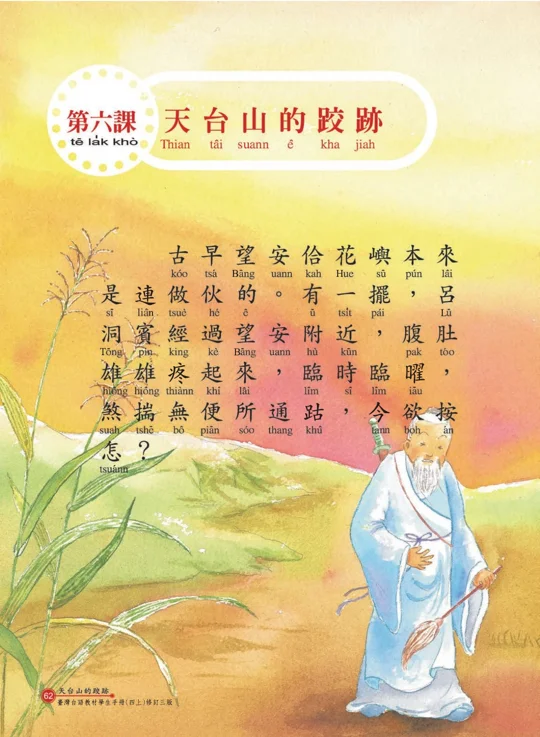 第六課
tē la̍k khò
天台山的跤跡
Thian tâi suann ê kha jiah
古早望安佮花嶼本來
kóo tsá Bāng uann kah Hue sū pún lâi
是連做伙的。有一擺，呂
sī liân tsuè hé ê ū tsi̍t pái Lū
洞賓經過望安附近，腹肚
Tōng pin king kè Bāng uann hù kūn pak tóo
雄雄疼起來，臨時臨曜，
hiông hiông thiànn khí lâi lîm sî lîm iāu
煞揣無便所通跍，今欲按
suah tshē bô piān sóo thang khû tann boh án
怎？
tsuánn
62 天台山的跤跡
臺灣台語教材學生手冊(四上)修訂三版